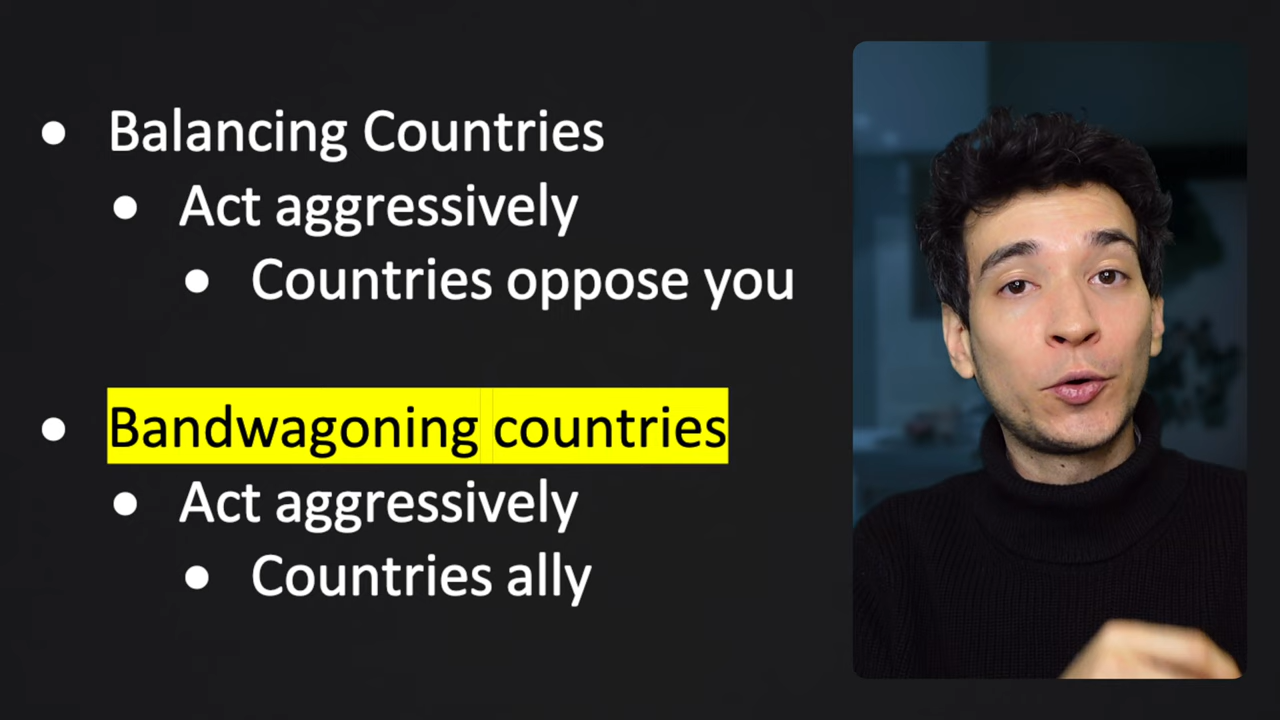 Balancing Countries
Act aggressively
Countries oppose you
Bandwagoning countries
Act aggressively
Countries ally